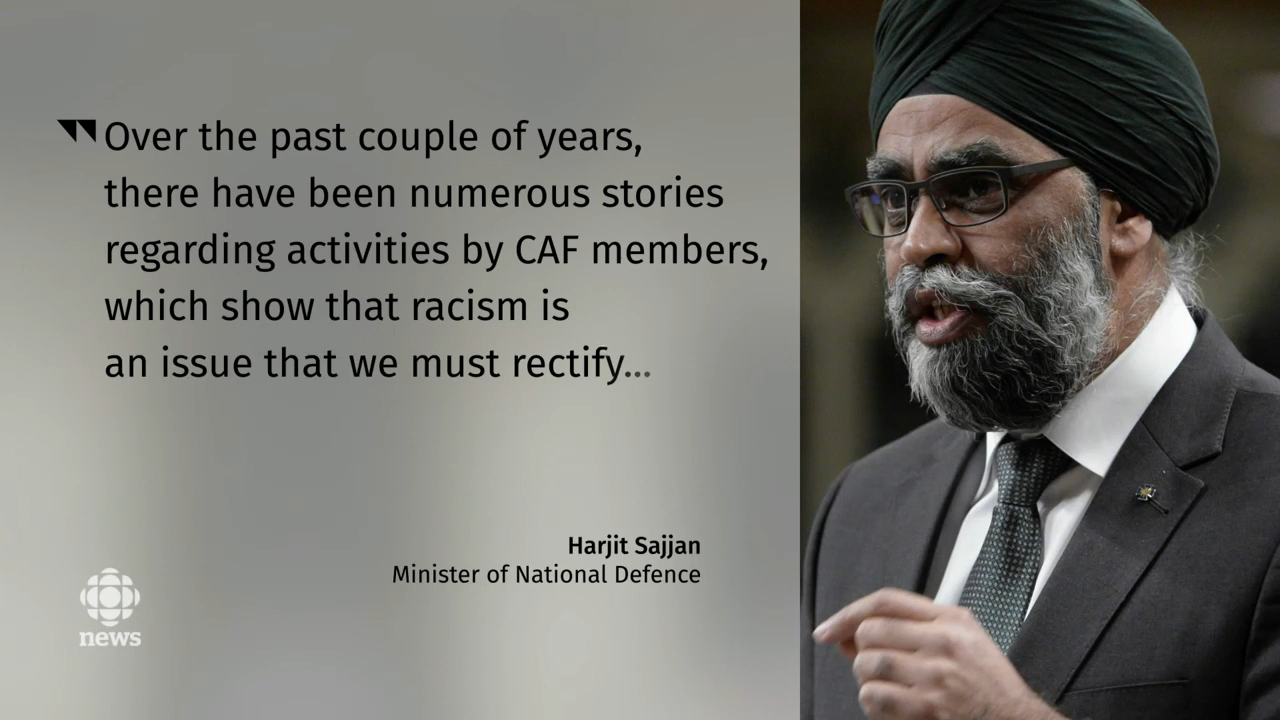 Over the past couple of years,
there have been numerous stories
regarding activities by CAF members,
which show that racism is
an issue that we must rectify...
Harjit Sajjan
Minister of National Defence
news